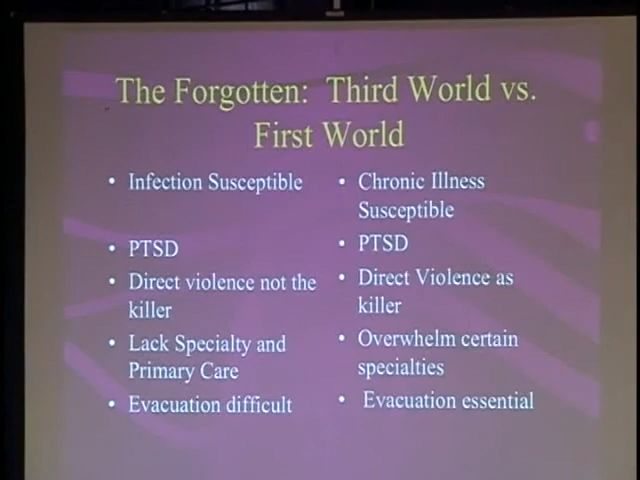 The Forgotten: Third World vs.
First World
• Infection Susceptible
• PTSD
• Direct violence not the
killer
• Lack Specialty and
Primary Care
• Evacuation difficult
• Chronic Illness
Susceptible
• PTSD
• Direct Violence as
killer
• Overwhelm certain
specialties
• Evacuation essential